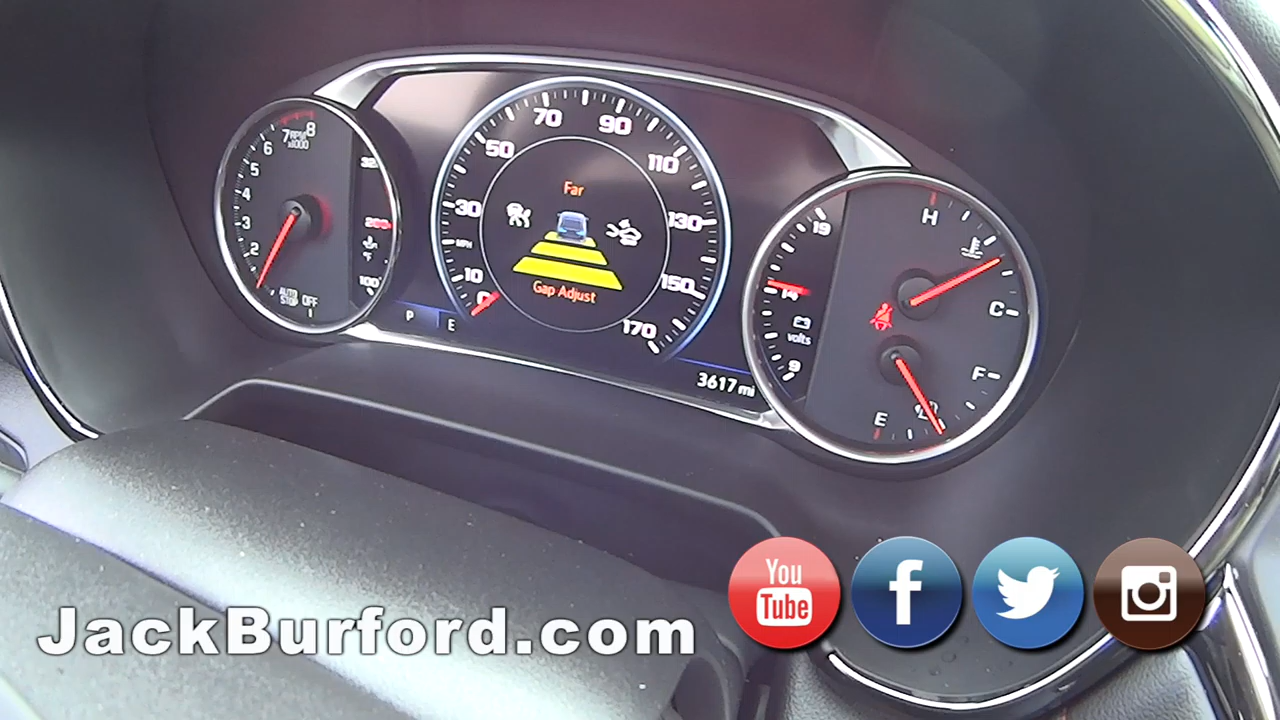 7 RPM 8
x1000
6
5
4
3
2
AUTO
STOP OFF
1
°F
100
70 90
50 110
30 130
MPH
10 150
0 170
Far
Gap Adjust
P
E
3617 mi
19
14
volts
9
H
C
F
E
JackBurford.com
You
Tube
f